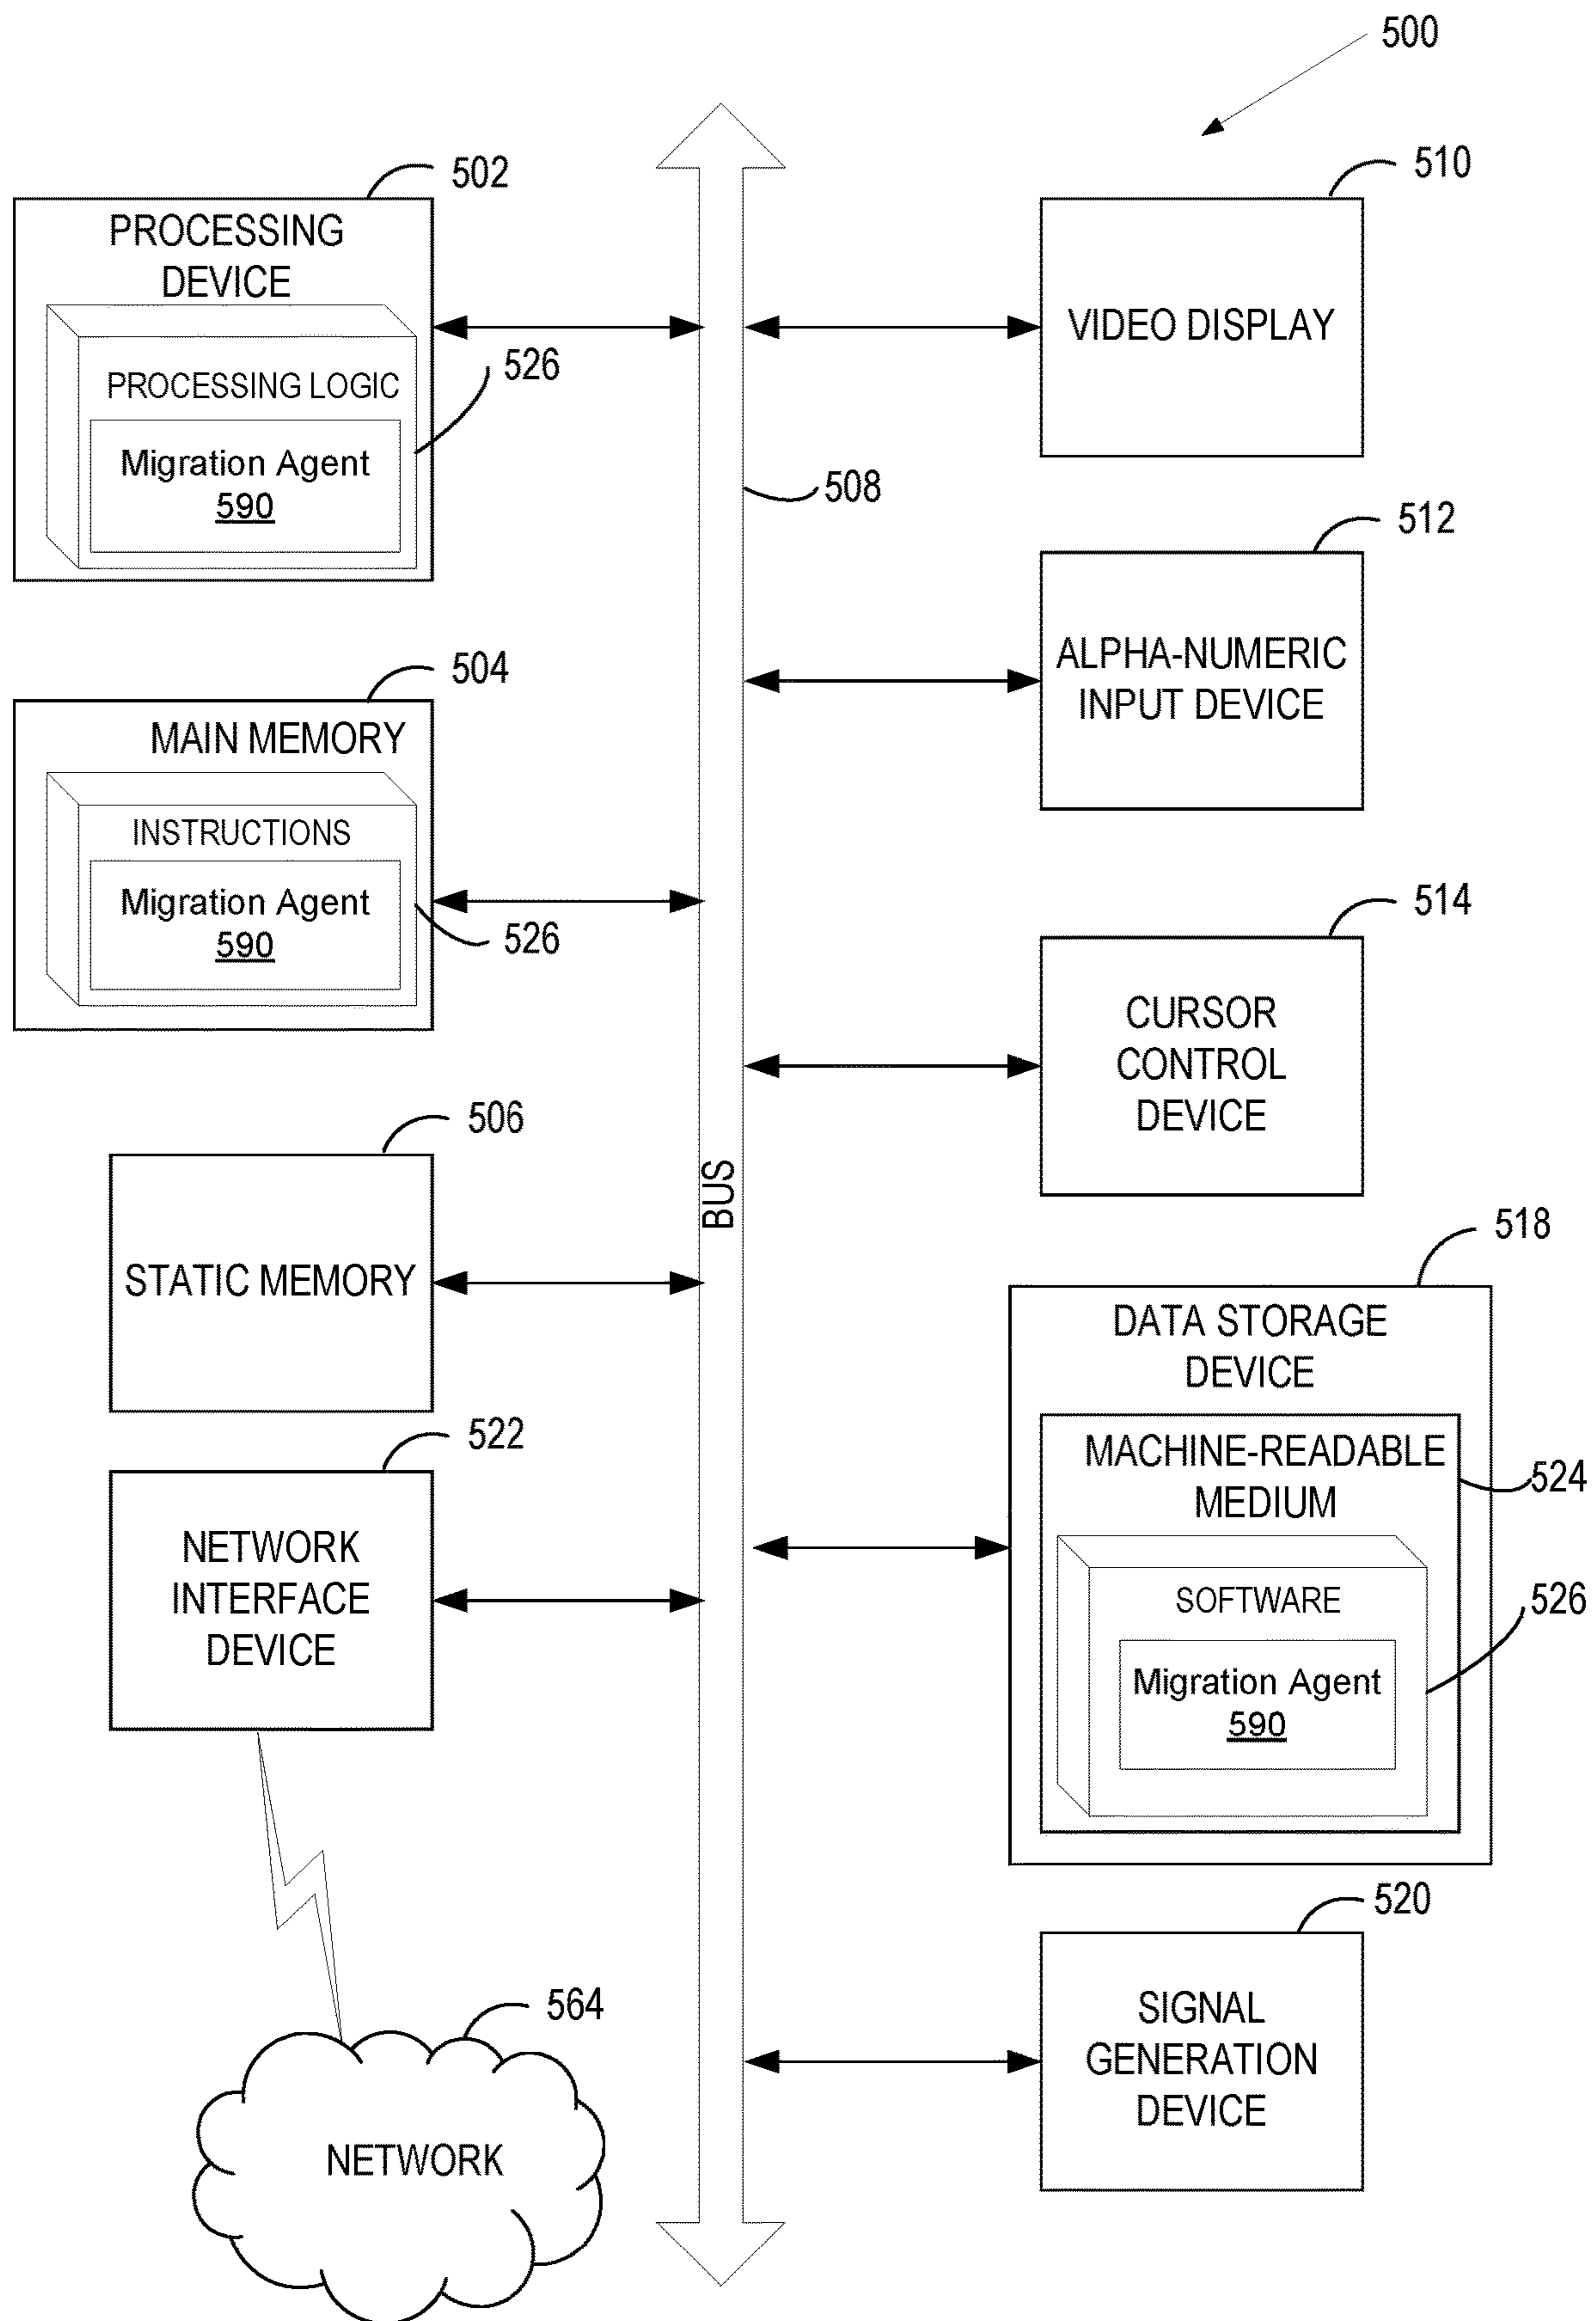 500
502
PROCESSING
DEVICE
PROCESSING LOGIC
526
Migration Agent
590
504
MAIN MEMORY
INSTRUCTIONS
Migration Agent
590
526
506
STATIC MEMORY
522
NETWORK
INTERFACE
DEVICE
564
NETWORK
508
BUS
510
VIDEO DISPLAY
512
ALPHA-NUMERIC
INPUT DEVICE
514
CURSOR
CONTROL
DEVICE
518
DATA STORAGE
DEVICE
MACHINE-READABLE
MEDIUM
524
SOFTWARE
526
Migration Agent
590
520
SIGNAL
GENERATION
DEVICE